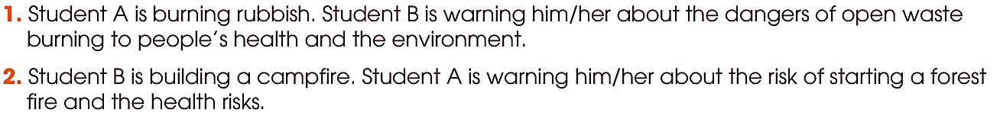 1. Student A is burning rubbish. Student B is warning him/her about the dangers of open waste
burning to people's health and the environment.
2. Student B is building a campfire. Student A is warning him/her about the risk of starting a forest
fire and the health risks.